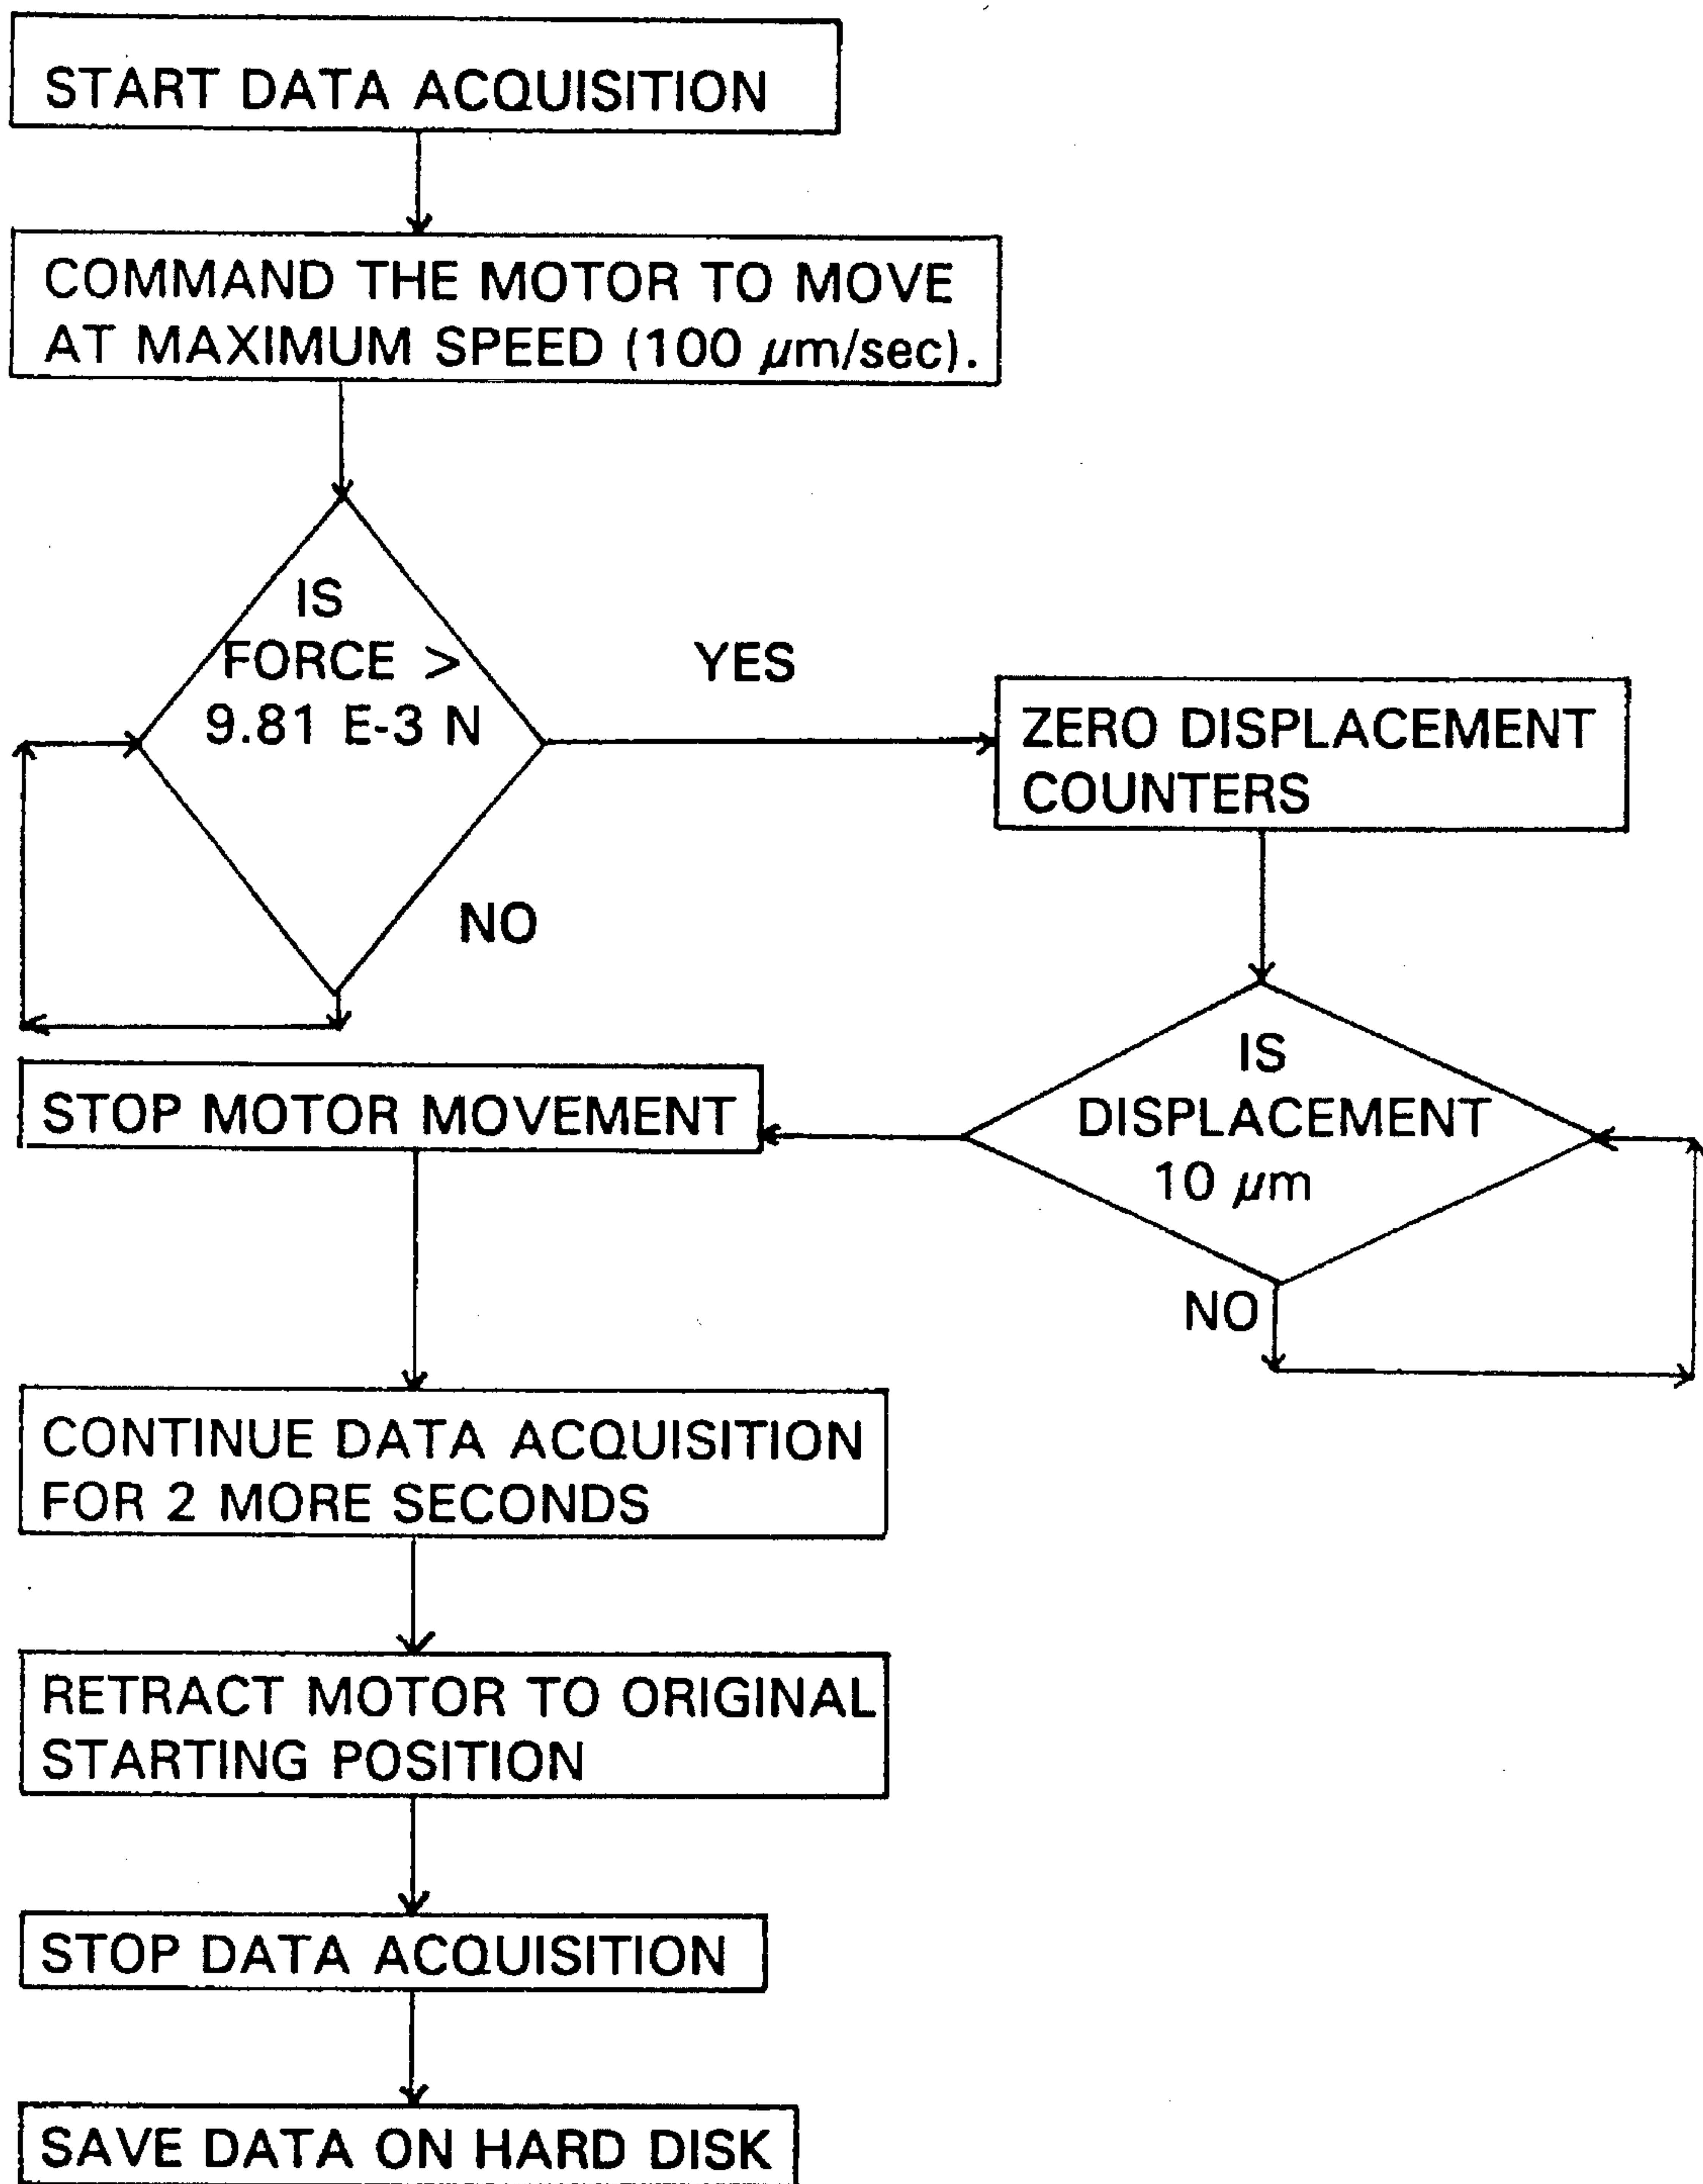 START DATA ACQUISITION
COMMAND THE MOTOR TO MOVE
AT MAXIMUM SPEED (100 μm/sec).
IS
FORCE >
9.81 E-3 N
YES
NO
ZERO DISPLACEMENT
COUNTERS
IS
DISPLACEMENT
10 μm
NO
STOP MOTOR MOVEMENT
CONTINUE DATA ACQUISITION
FOR 2 MORE SECONDS
RETRACT MOTOR TO ORIGINAL
STARTING POSITION
STOP DATA ACQUISITION
SAVE DATA ON HARD DISK